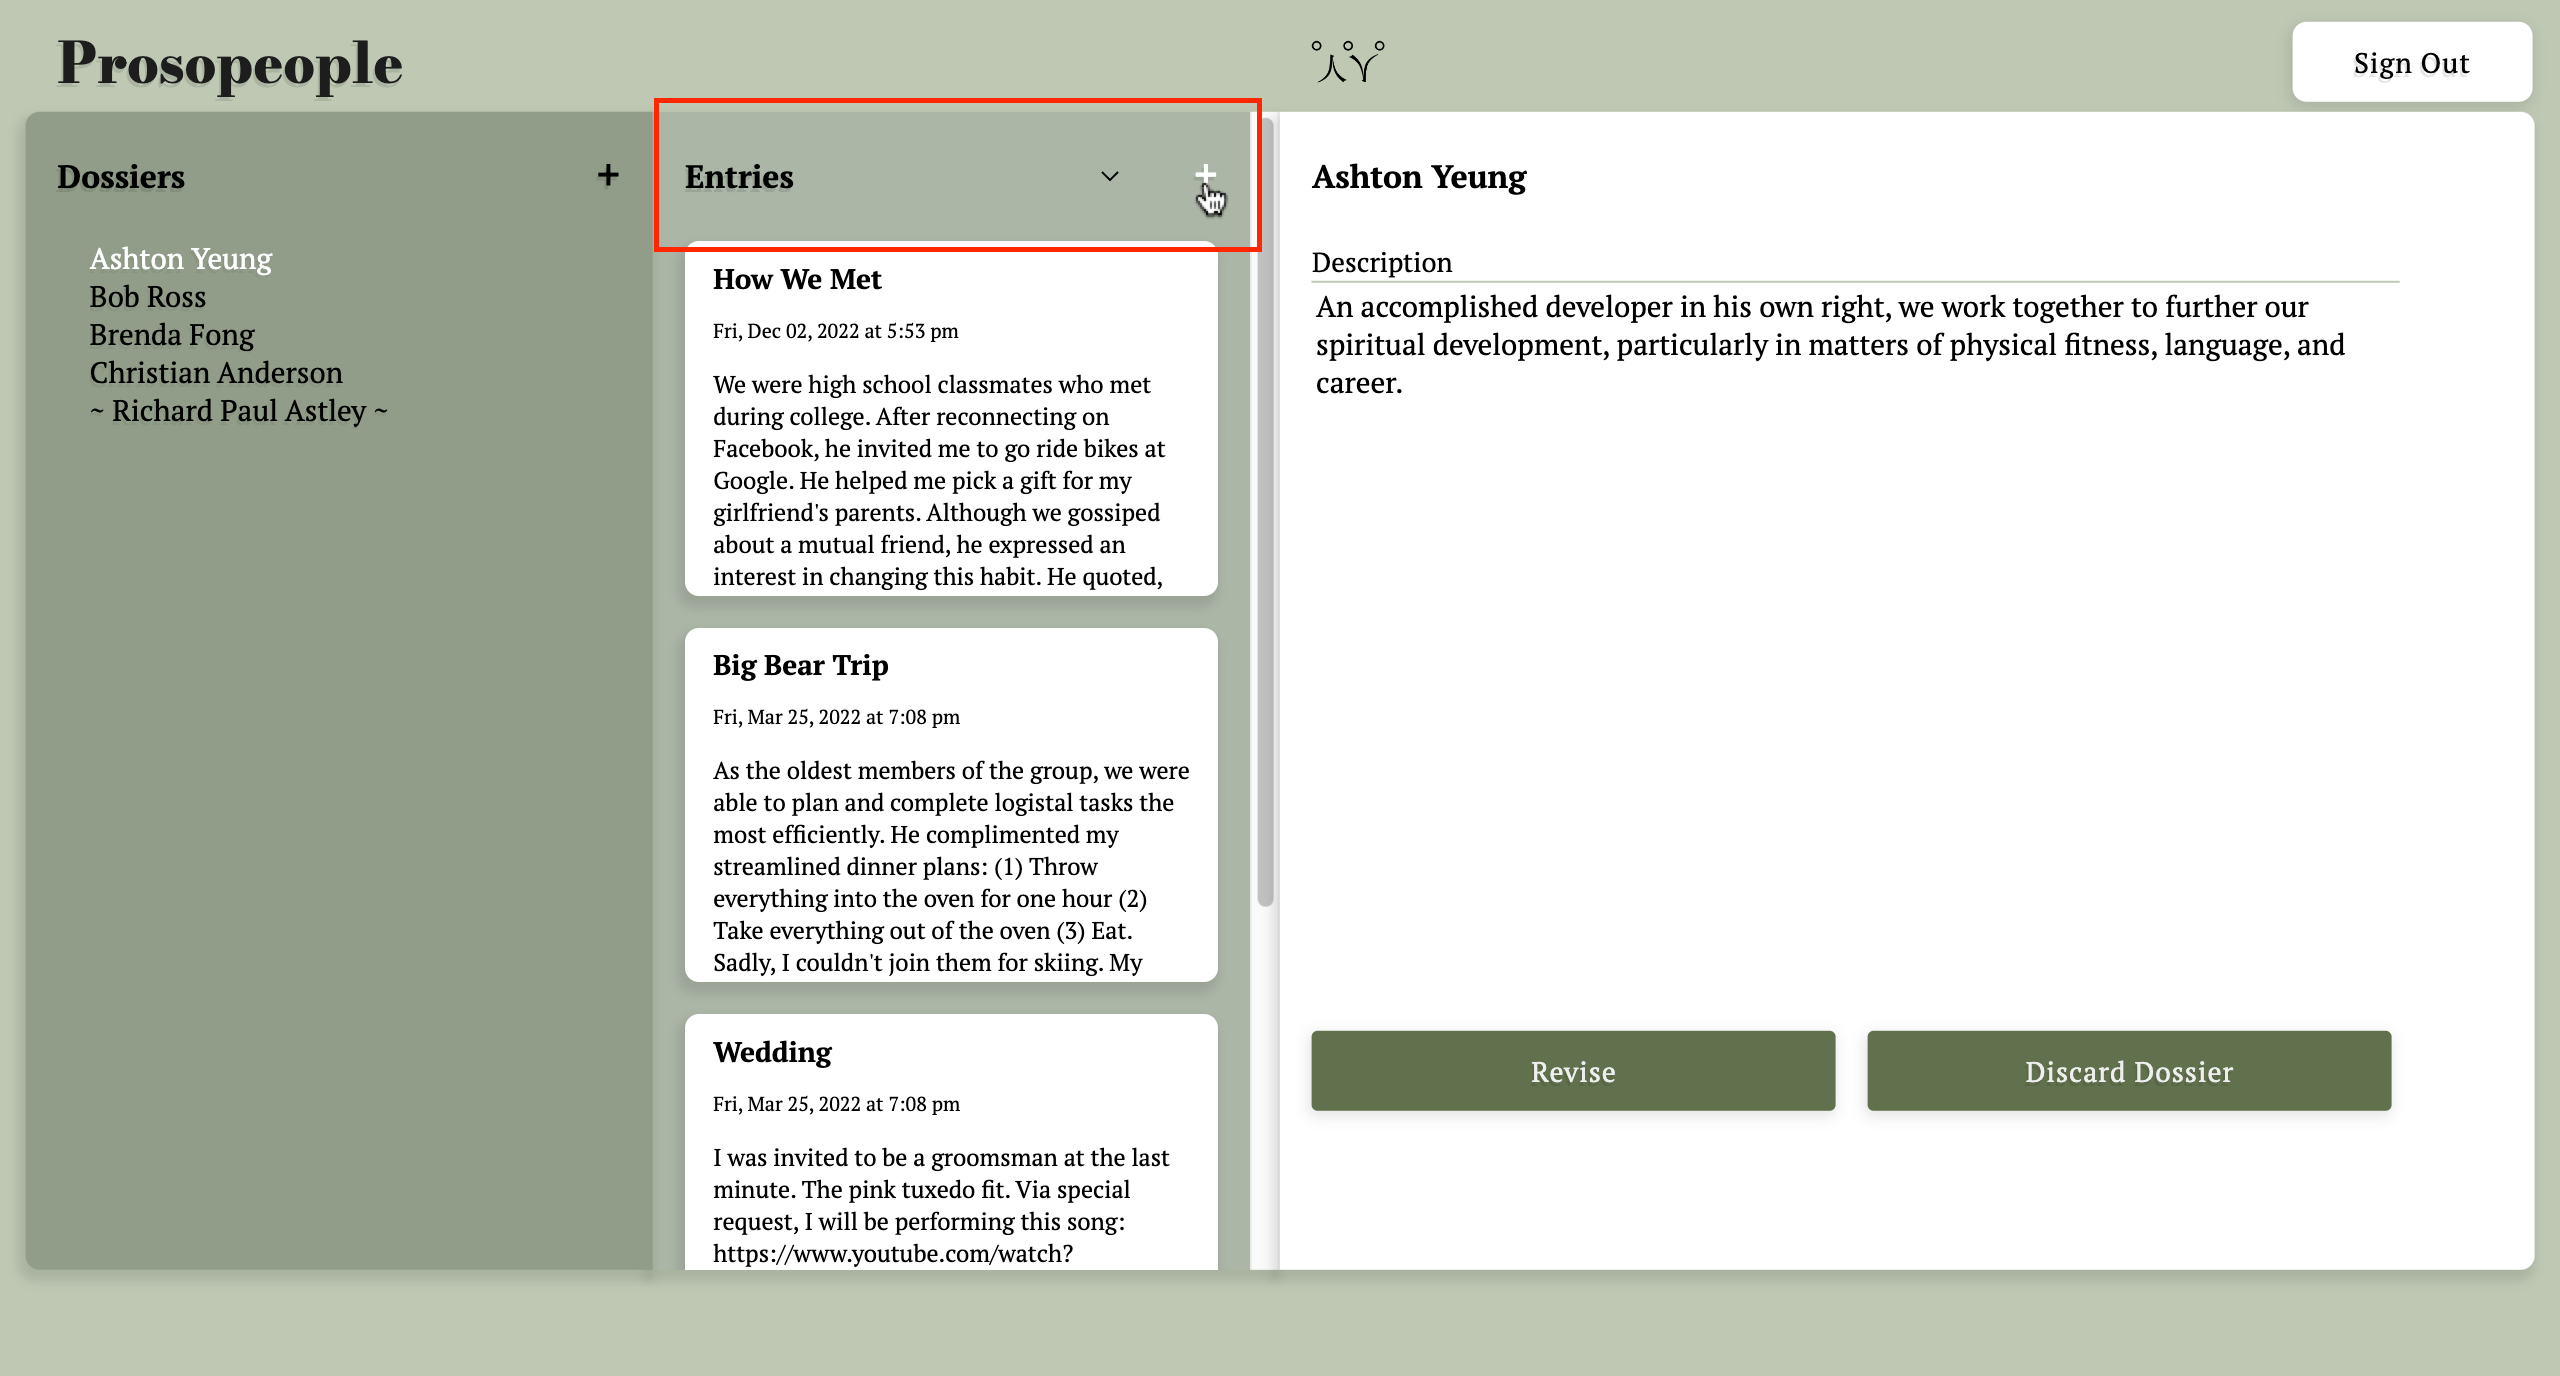 Prosopeople
Sign Out
Dossiers
+
Ashton Yeung
Bob Ross
Brenda Fong
Christian Anderson
~ Richard Paul Astley ~
Entries
+
How We Met
Fri, Dec 02, 2022 at 5:53 pm
We were high school classmates who met
during college. After reconnecting on
Facebook, he invited me to go ride bikes at
Google. He helped me pick a gift for my
girlfriend's parents. Although we gossiped
about a mutual friend, he expressed an
interest in changing this habit. He quoted,
Big Bear Trip
Fri, Mar 25, 2022 at 7:08 pm
As the oldest members of the group, we were
able to plan and complete logistal tasks the
most efficiently. He complimented my
streamlined dinner plans: (1) Throw
everything into the oven for one hour (2)
Take everything out of the oven (3) Eat.
Sadly, I couldn't join them for skiing. My
Wedding
Fri, Mar 25, 2022 at 7:08 pm
I was invited to be a groomsman at the last
minute. The pink tuxedo fit. Via special
request, I will be performing this song:
https://www.youtube.com/watch?
Ashton Yeung
Description
An accomplished developer in his own right, we work together to further our
spiritual development, particularly in matters of physical fitness, language, and
career.
Revise
Discard Dossier